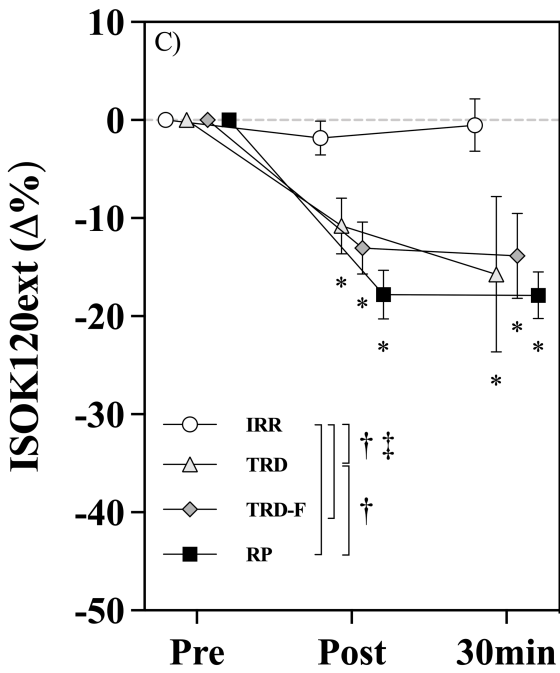 C)
ISOK120ext (Δ%)
10
0
-10
-20
-30
-40
-50
* * *
* * *
IRR † ‡
TRD
TRD-F †
RP
Pre Post 30min